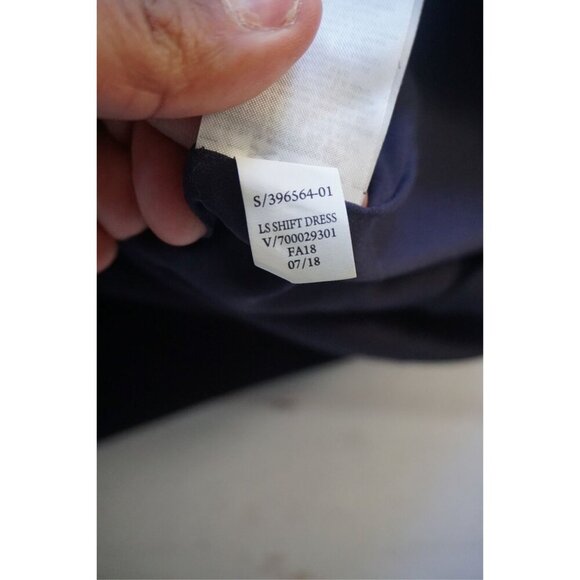 S/396564-01
LS SHIFT DRESS
V/700029301
FA18
07/18